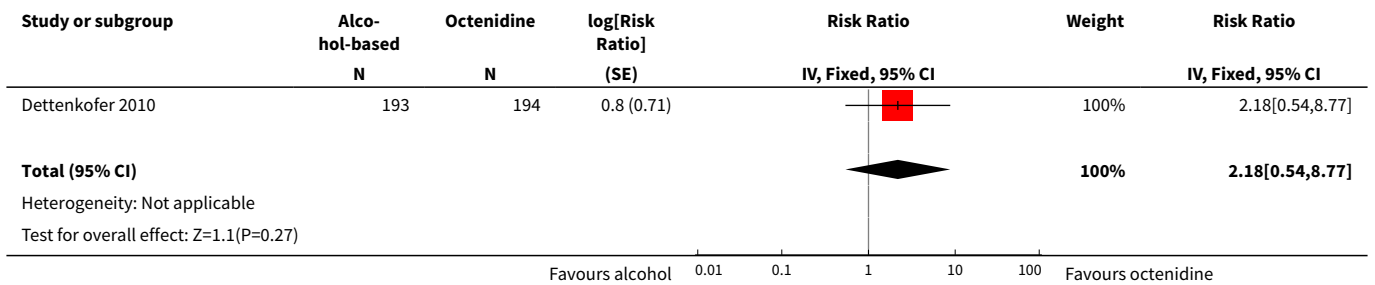 Study or subgroup Alco- Octenidine log[Risk Risk Ratio Weight Risk Ratio
hol-based Ratio]
N N (SE) IV, Fixed, 95% CI IV, Fixed, 95% CI
Dettenkofer 2010 193 194 0.8 (0.71) 100% 2.18[0.54,8.77]
Total (95% CI) 100% 2.18[0.54,8.77]
Heterogeneity: Not applicable
Test for overall effect: Z=1.1(P=0.27)
Favours alcohol 0.01 0.1 1 10 100 Favours octenidine